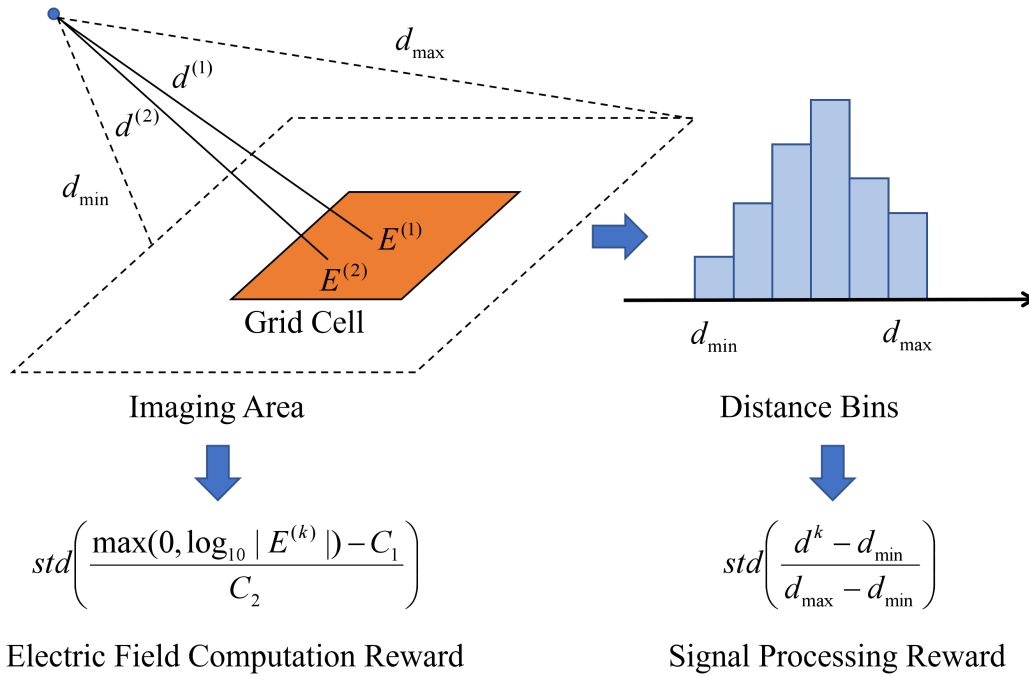 d_max
d^(1)
d^(2)
d_min
E^(1)
E^(2)
Grid Cell
d_min
d_max
Imaging Area
Distance Bins
std((max(0, log_10 | E^(k) |) − C_1) / C_2)
std((d^k − d_min) / (d_max − d_min))
Electric Field Computation Reward
Signal Processing Reward